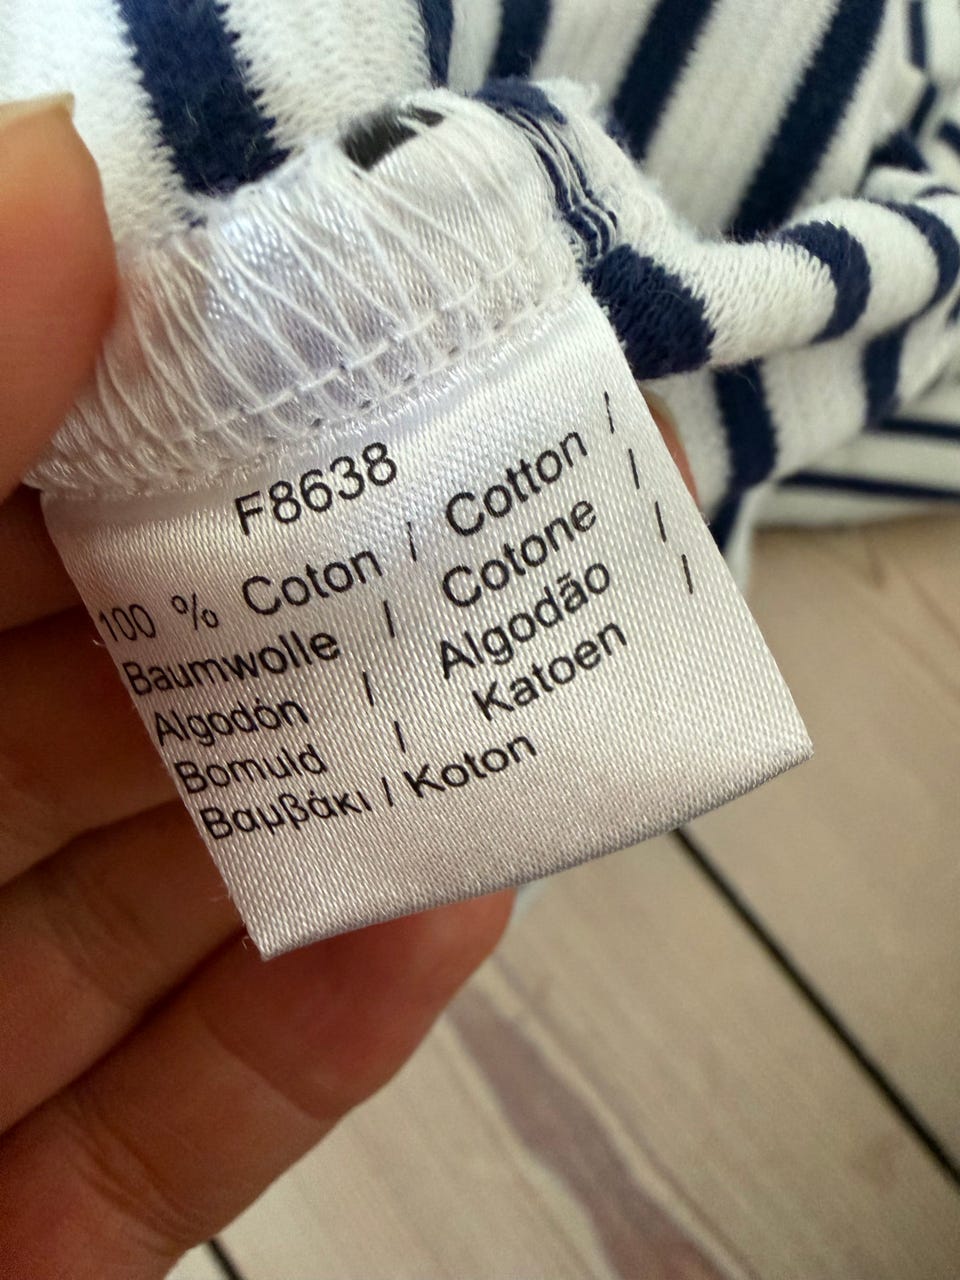 F8638
100 % Coton / Cotton /
Baumwolle / Cotone /
Algodón / Algodão /
Bomuld / Katoen /
Βαμβάκι / Koton